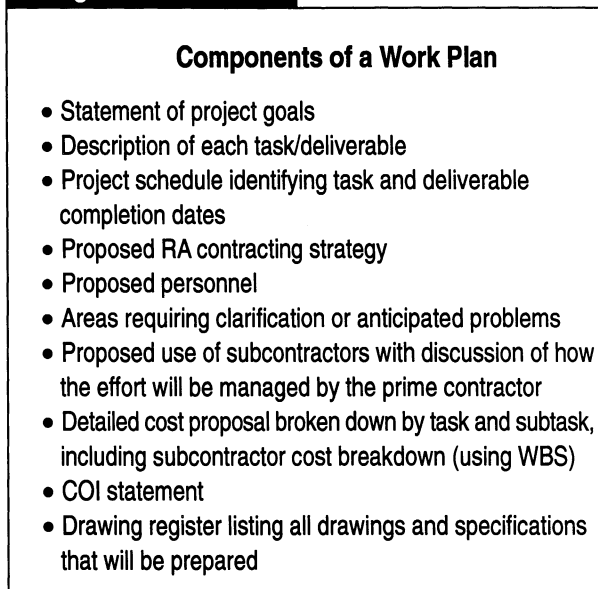 Components of a Work Plan
• Statement of project goals
• Description of each task/deliverable
• Project schedule identifying task and deliverable
completion dates
• Proposed RA contracting strategy
• Proposed personnel
• Areas requiring clarification or anticipated problems
• Proposed use of subcontractors with discussion of how
the effort will be managed by the prime contractor
• Detailed cost proposal broken down by task and subtask,
including subcontractor cost breakdown (using WBS)
• COI statement
• Drawing register listing all drawings and specifications
that will be prepared